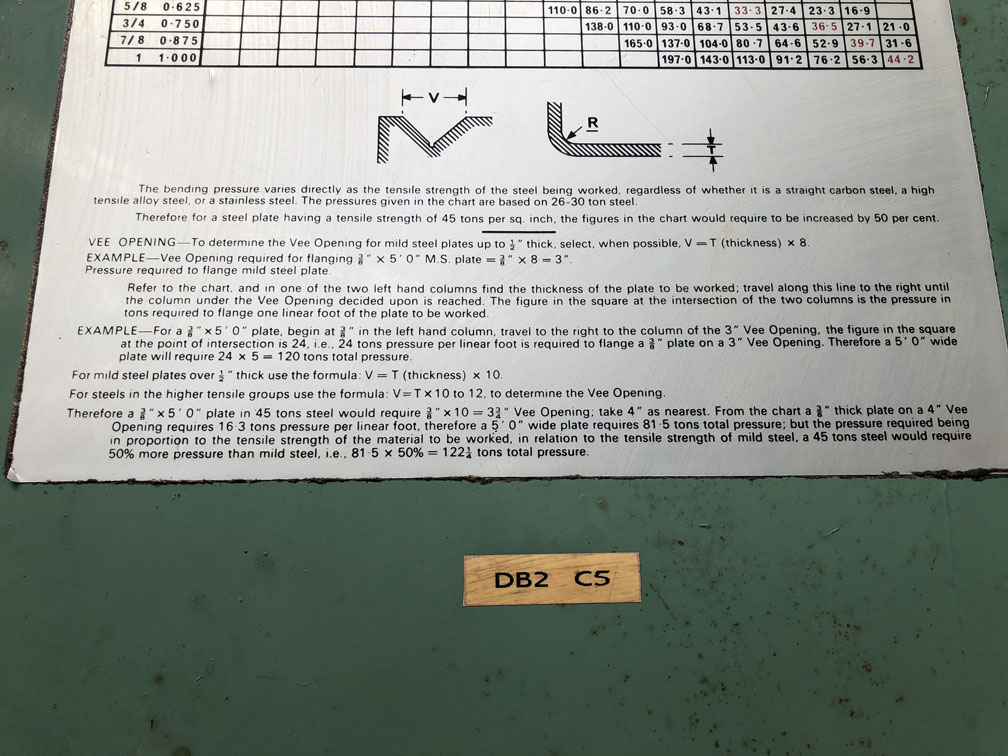 5/8 0·625 110·0 86·2 70·0 58·3 43·1 33·3 27·4 23·3 16·9
3/4 0·750 138·0 110·0 93·0 68·7 53·5 43·6 36·5 27·1 21·0
7/8 0·875 165·0 137·0 104·0 80·7 64·6 52·9 39·7 31·6
1 1·000 197·0 143·0 113·0 91·2 76·2 56·3 44·2
V
R
T
The bending pressure varies directly as the tensile strength of the steel being worked, regardless of whether it is a straight carbon steel, a high
tensile alloy steel, or a stainless steel. The pressures given in the chart are based on 26-30 ton steel.
Therefore for a steel plate having a tensile strength of 45 tons per sq. inch, the figures in the chart would require to be increased by 50 per cent.
VEE OPENING—To determine the Vee Opening for mild steel plates up to ½" thick, select, when possible, V = T (thickness) × 8.
EXAMPLE—Vee Opening required for flanging ⅜" × 5' 0" M.S. plate = ⅜" × 8 = 3".
Pressure required to flange mild steel plate.
Refer to the chart, and in one of the two left hand columns find the thickness of the plate to be worked; travel along this line to the right until
the column under the Vee Opening decided upon is reached. The figure in the square at the intersection of the two columns is the pressure in
tons required to flange one linear foot of the plate to be worked.
EXAMPLE—For a ⅜" × 5' 0" plate, begin at ⅜" in the left hand column, travel to the right to the column of the 3" Vee Opening, the figure in the square
at the point of intersection is 24, i.e., 24 tons pressure per linear foot is required to flange a ⅜" plate on a 3" Vee Opening. Therefore a 5' 0" wide
plate will require 24 × 5 = 120 tons total pressure.
For mild steel plates over ½" thick use the formula: V = T (thickness) × 10.
For steels in the higher tensile groups use the formula: V = T × 10 to 12, to determine the Vee Opening.
Therefore a ⅜" × 5' 0" plate in 45 tons steel would require ⅜" × 10 = 3¾" Vee Opening; take 4" as nearest. From the chart a ⅜" thick plate on a 4" Vee
Opening requires 16·3 tons pressure per linear foot, therefore a 5' 0" wide plate requires 81·5 tons total pressure; but the pressure required being
in proportion to the tensile strength of the material to be worked, in relation to the tensile strength of mild steel, a 45 tons steel would require
50% more pressure than mild steel, i.e., 81·5 × 50% = 122¼ tons total pressure.
DB2 C5